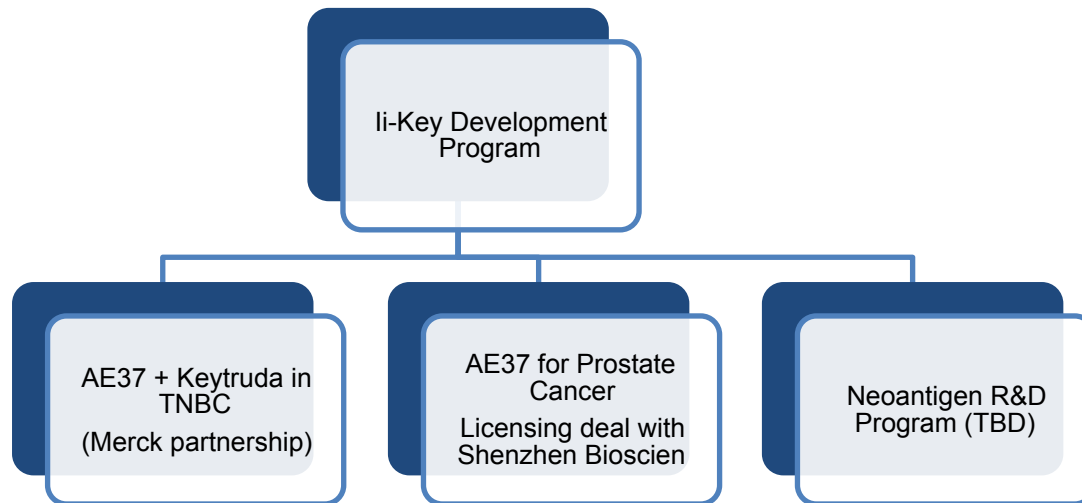 Ii-Key Development
Program
AE37 + Keytruda in
TNBC
(Merck partnership)
AE37 for Prostate
Cancer
Licensing deal with
Shenzhen Bioscien
Neoantigen R&D
Program (TBD)